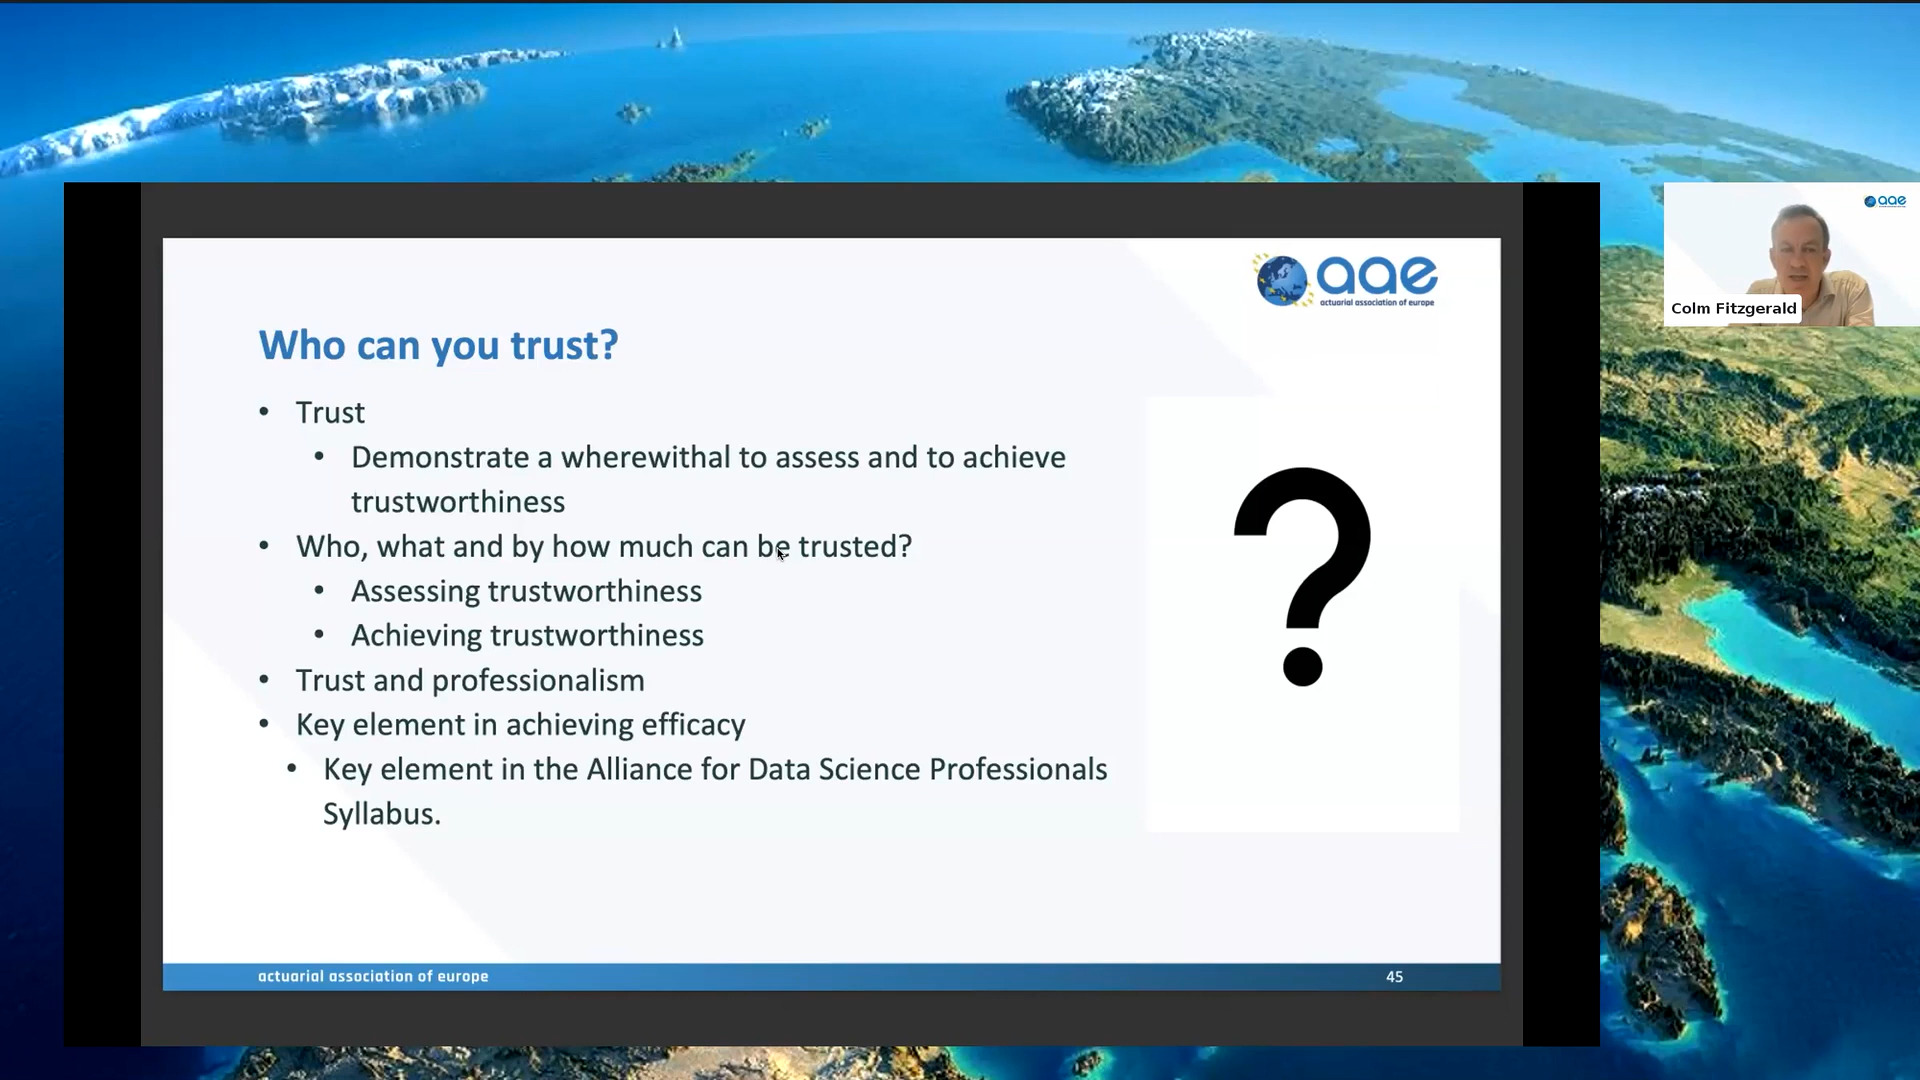 aae
actuarial association of europe
aae
Colm Fitzgerald
Who can you trust?
• Trust
• Demonstrate a wherewithal to assess and to achieve
trustworthiness
• Who, what and by how much can be trusted?
• Assessing trustworthiness
• Achieving trustworthiness
• Trust and professionalism
• Key element in achieving efficacy
• Key element in the Alliance for Data Science Professionals
Syllabus.
?
actuarial association of europe
45